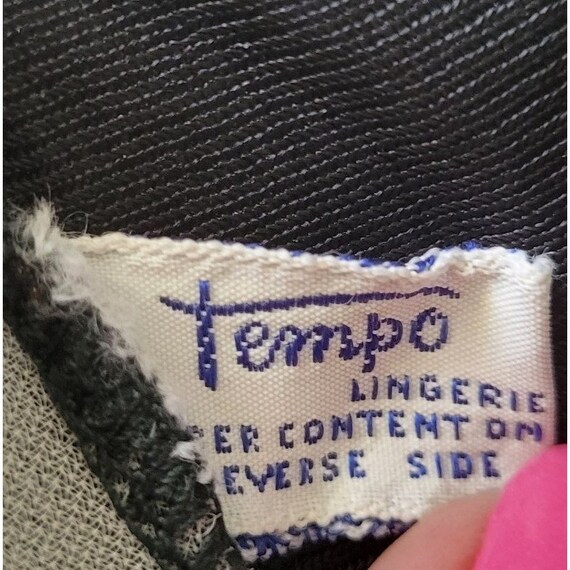 Tempo
LINGERIE
ER CONTENT ON
EVERSE SIDE